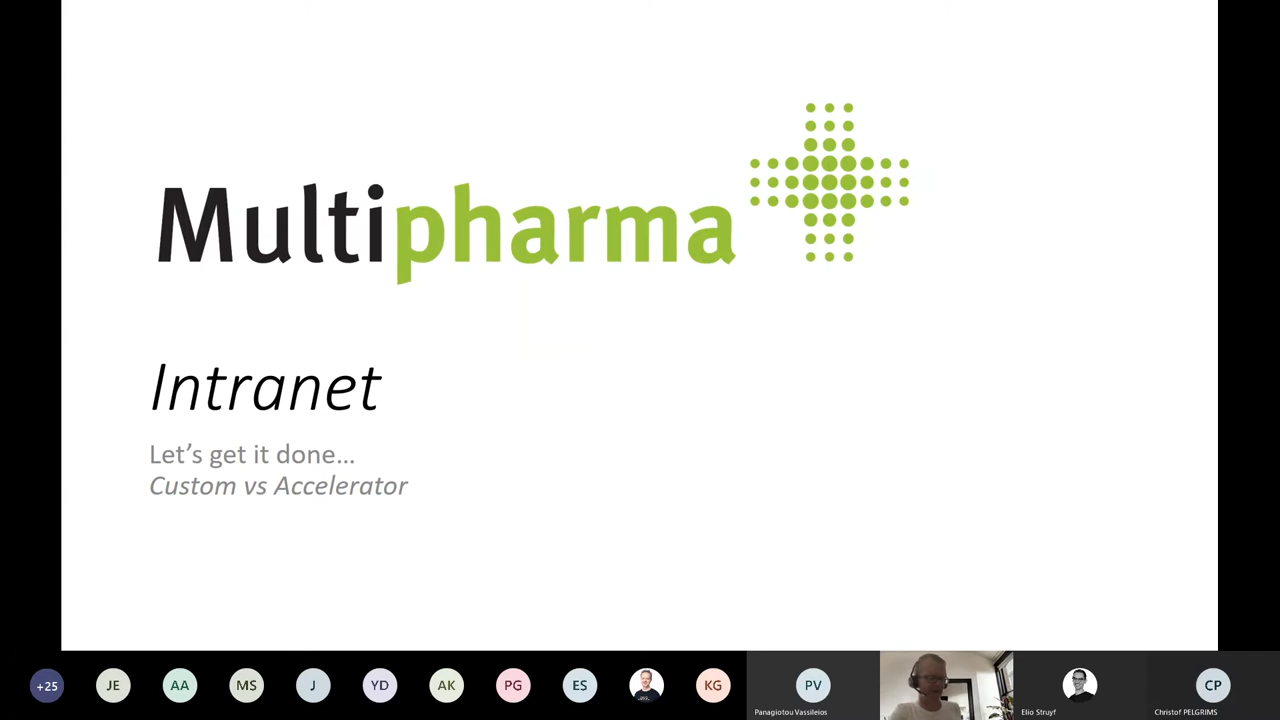 Multipharma
Intranet
Let's get it done...
Custom vs Accelerator
+25
JE
AA
MS
J
YD
AK
PG
ES
KG
PV
CP
Panagiotou Vassileios
Elio Struyf
Christof PELGRIMS